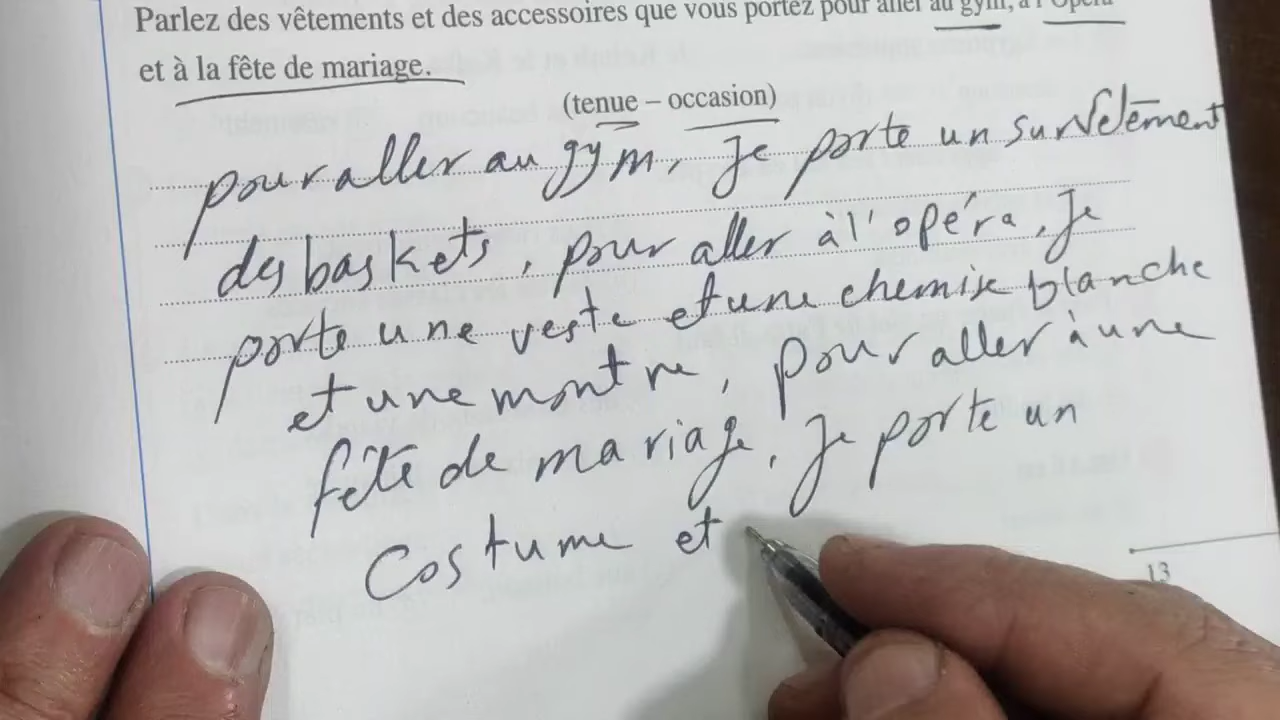 Parlez des vêtements et des accessoires que vous portez pour aller au gym, à l'Opéra
et à la fête de mariage.
(tenue – occasion)
pour aller au gym, Je porte un survêtement
des baskets, pour aller à l'opéra, Je
porte une veste et une chemise blanche
et une montre, pour aller à une
fête de mariage, Je porte un
Costume et
13